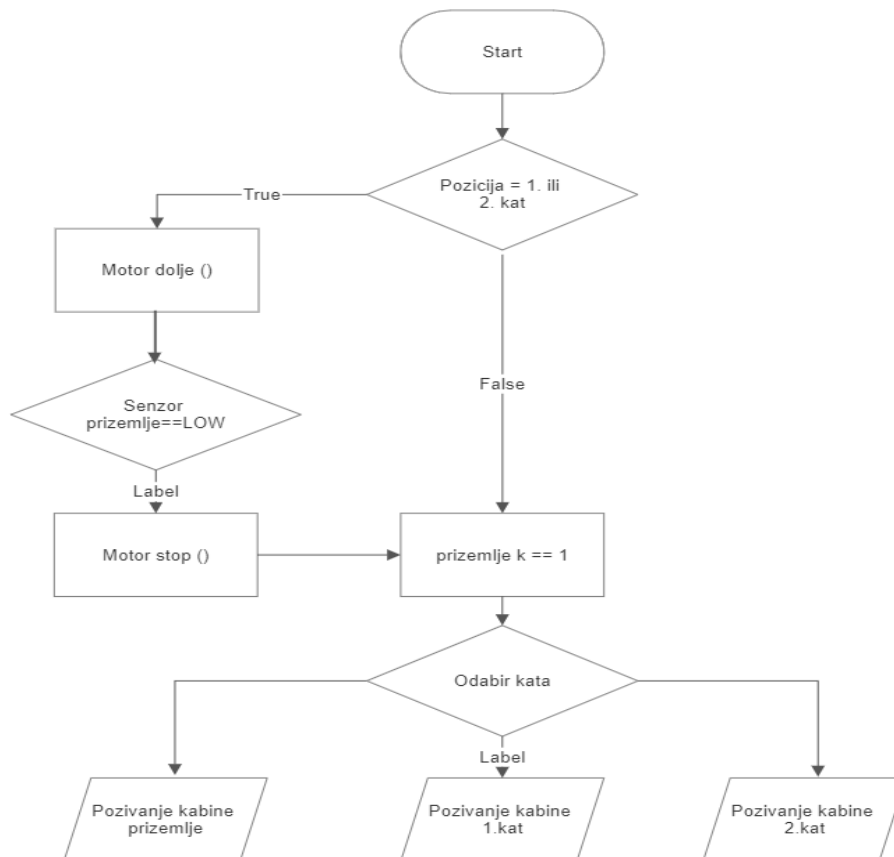 Start
Pozicija = 1. ili
2. kat
True
Motor dolje ()
False
Senzor
prizemlje==LOW
Label
Motor stop ()
prizemlje k == 1
Odabir kata
Label
Pozivanje kabine
prizemlje
Pozivanje kabine
1.kat
Pozivanje kabine
2.kat